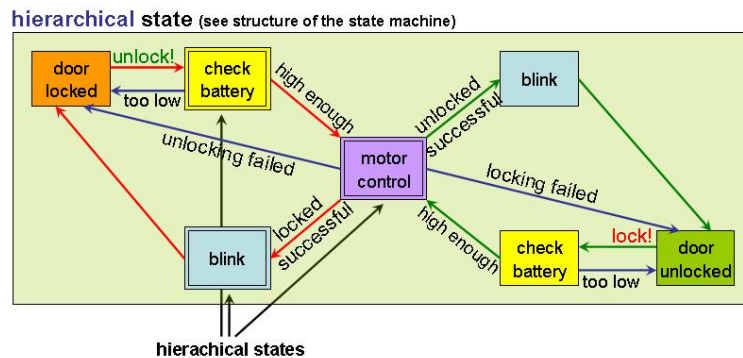 hierarchical state (see structure of the state machine)
door
locked
unlock!
too low
check
battery
high enough
unlocking failed
motor
control
unlocked
successful
blink
locking failed
locked
successful
blink
high enough
check
battery
lock!
too low
door
unlocked
hierachical states